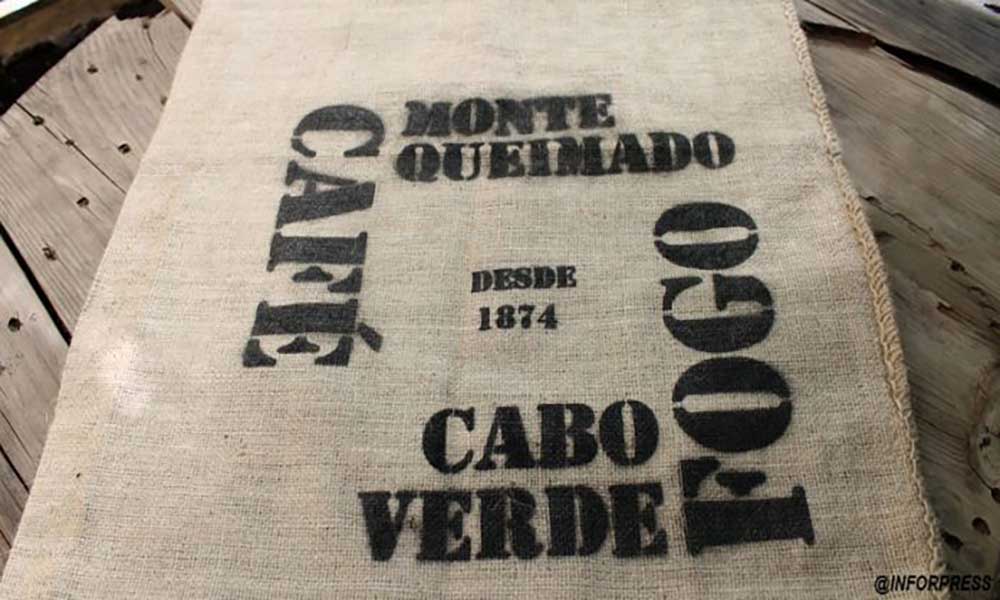 CAFÉ
MONTE
QUEIMADO
DESDE
1874
FOGO
CABO
VERDE
@INFORPRESS